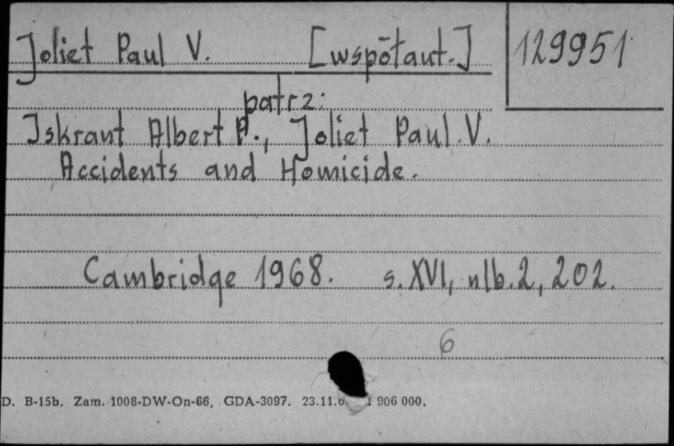 Joliet Paul V. [współaut.] 129951
patrz:
Iskrant Albert P., Joliet Paul V.
Accidents and Homicide.
Cambridge 1968. s. XVI, nlb. 2, 202.
6
D. B-15b. Zam. 1008-DW-On-66. GDA-3097. 23.11. 1 906 000.